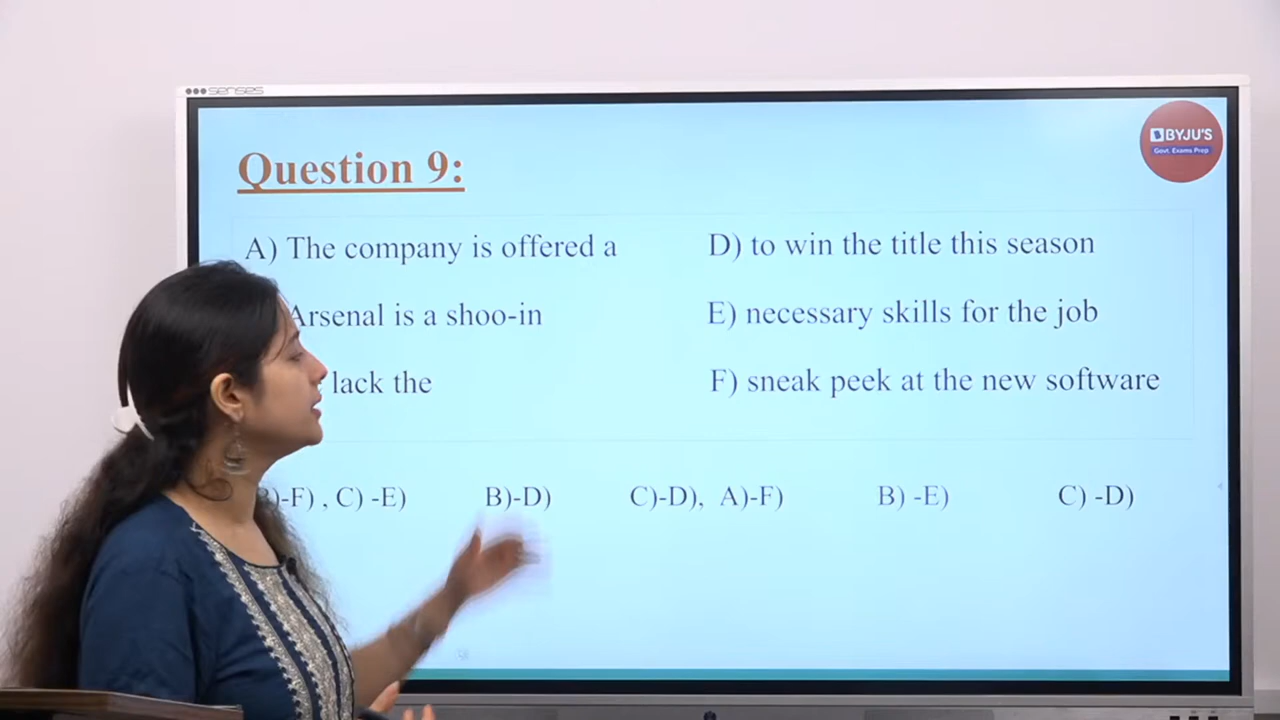 senses
BYJU'S
Govt. Exams Prep
Question 9:
A) The company is offered a
D) to win the title this season
Arsenal is a shoo-in
E) necessary skills for the job
lack the
F) sneak peek at the new software
-F) , C) -E)
B)-D)
C)-D), A)-F)
B) -E)
C) -D)